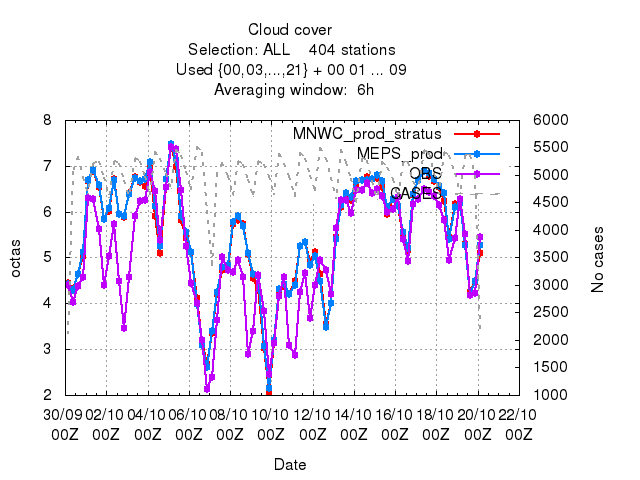 Cloud cover
Selection: ALL 404 stations
Used {00,03,...,21} + 00 01 ... 09
Averaging window: 6h
8 6000
5500
7 5000
4500
6 4000
5 3500
3000
4 2500
3 2000
1500
2 1000
MNWC_prod_stratus
MEPS_prod
OBS
CASES
octas
No cases
30/09 02/10 04/10 06/10 08/10 10/10 12/10 14/10 16/10 18/10 20/10 22/10
00Z 00Z 00Z 00Z 00Z 00Z 00Z 00Z 00Z 00Z 00Z 00Z
Date